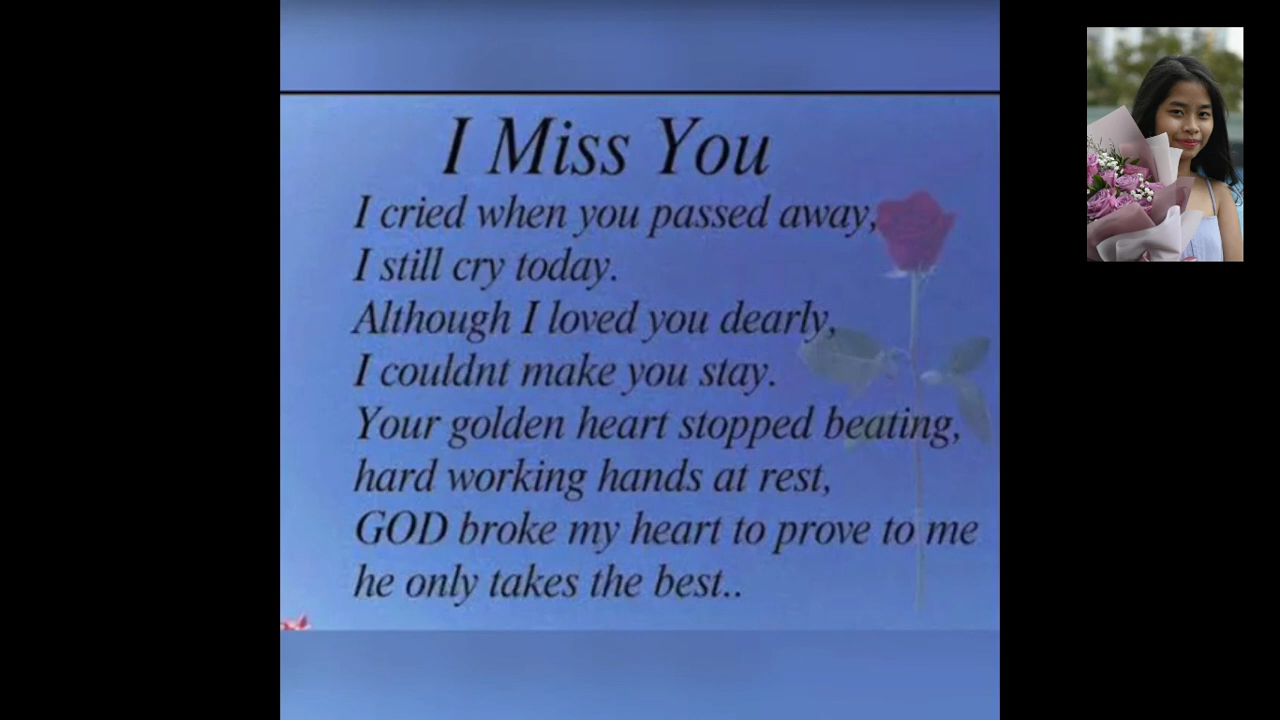 I Miss You
I cried when you passed away,
I still cry today.
Although I loved you dearly,
I couldnt make you stay.
Your golden heart stopped beating,
hard working hands at rest,
GOD broke my heart to prove to me
he only takes the best..